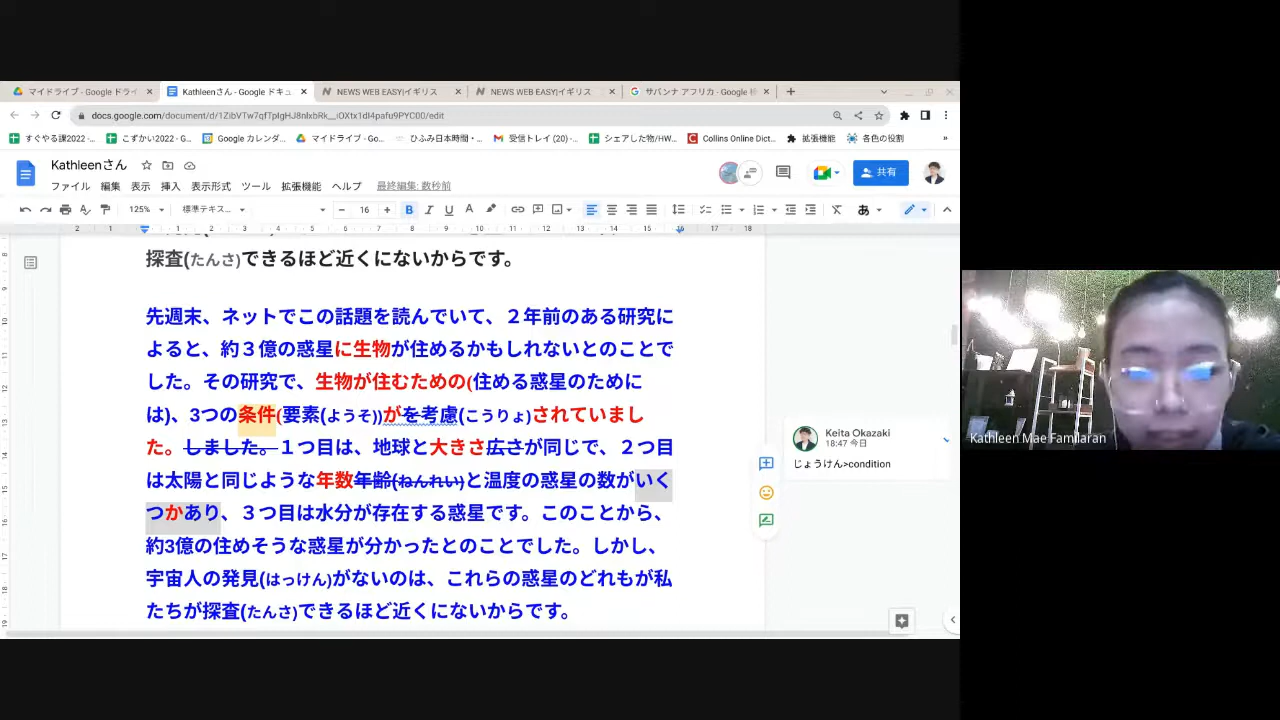 マイドライブ - Google ドライ
Kathleenさん - Google ドキュ
NEWS WEB EASY|イギリス
NEWS WEB EASY|イギリス
サバンナ アフリカ - Google 検
すぐやる課2022 - G...
こずかい2022 - G...
Google カレンダ...
マイドライブ - Go...
ひふみ日本時間・...
受信トレイ (20) -...
シェアした物/HW...
Collins Online Dict...
拡張機能
各色の役割
»
Kathleenさん
ファイル 編集 表示 挿入 表示形式 ツール 拡張機能 ヘルプ 最終編集: 数秒前
共有
125% 標準テキス... 16 B I U A あ
2 1 1 2 3 4 5 6 7 8 9 10 11 12 13 14 15 16 17 18
探査(たんさ)できるほど近くにないからです。
先週末、ネットでこの話題を読んでいて、２年前のある研究に
よると、約３億の惑星に生物が住めるかもしれないとのことで
した。その研究で、生物が住むための(住める惑星のために
は)、3つの条件(要素(ようそ))がを考慮(こうりょ)されていまし
た。しました。１つ目は、地球と大きさ広さが同じで、２つ目
は太陽と同じような年数年齢(ねんれい)と温度の惑星の数がいく
つかあり、３つ目は水分が存在する惑星です。このことから、
約3億の住めそうな惑星が分かったとのことでした。しかし、
宇宙人の発見(はっけん)がないのは、これらの惑星のどれもが私
たちが探査(たんさ)できるほど近くにないからです。
Keita Okazaki
18:47 今日
じょうけん>condition
Kathleen Mae Familaran